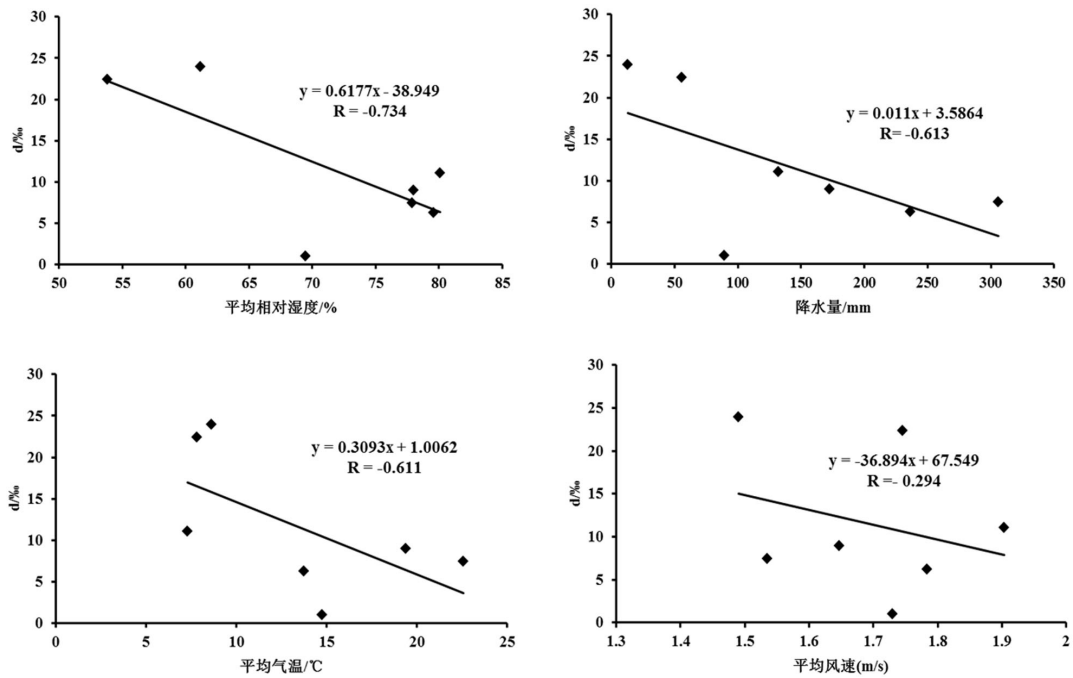 30
25
20
15
10
5
0
d/‰
y = 0.6177x - 38.949
R = -0.734
50 55 60 65 70 75 80 85
平均相对湿度/%
30
25
20
15
10
5
0
d/‰
y = 0.011x + 3.5864
R= -0.613
0 50 100 150 200 250 300 350
降水量/mm
30
25
20
15
10
5
0
d/‰
y = 0.3093x + 1.0062
R = -0.611
0 5 10 15 20 25
平均气温/℃
30
25
20
15
10
5
0
d/‰
y = -36.894x + 67.549
R =- 0.294
1.3 1.4 1.5 1.6 1.7 1.8 1.9 2
平均风速(m/s)